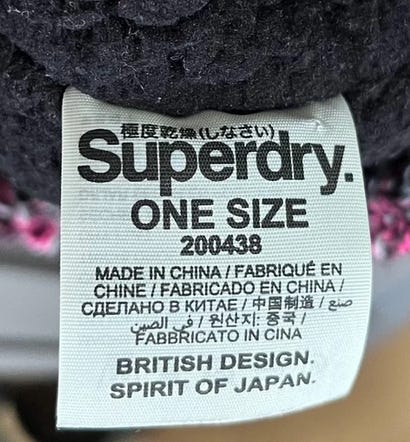 極度乾燥(しなさい)
Superdry.
ONE SIZE
200438
MADE IN CHINA / FABRIQUÉ EN
CHINE / FABRICADO EN CHINA /
СДЕЛАНО В КИТАЕ / 中国制造 / صنع
في الصين / 원산지: 중국 /
FABBRICATO IN CINA
BRITISH DESIGN.
SPIRIT OF JAPAN.